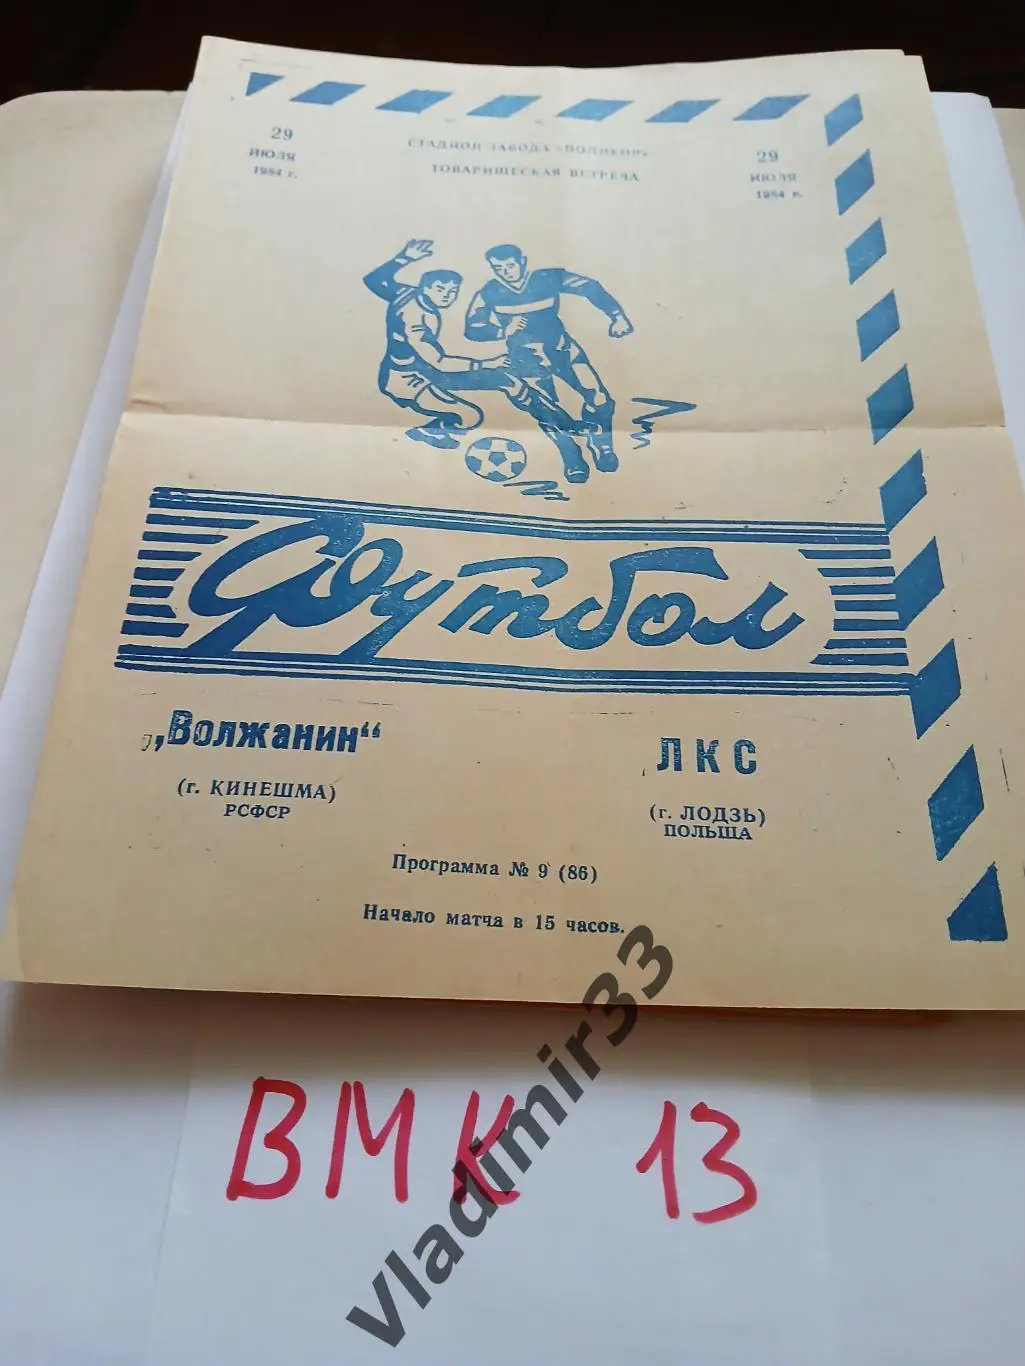 29
ИЮЛЯ
1984 г.
СТАДИОН ЗАВОДА «ПОЛИКОР»
ТОВАРИЩЕСКАЯ ВСТРЕЧА
29
ИЮЛЯ
1984 г.
Футбол
„Волжанин“
(г. КИНЕШМА)
РСФСР
ЛКС
(г. ЛОДЗЬ)
ПОЛЬША
Программа № 9 (86)
Начало матча в 15 часов.
ВМК 13
Vladimir33